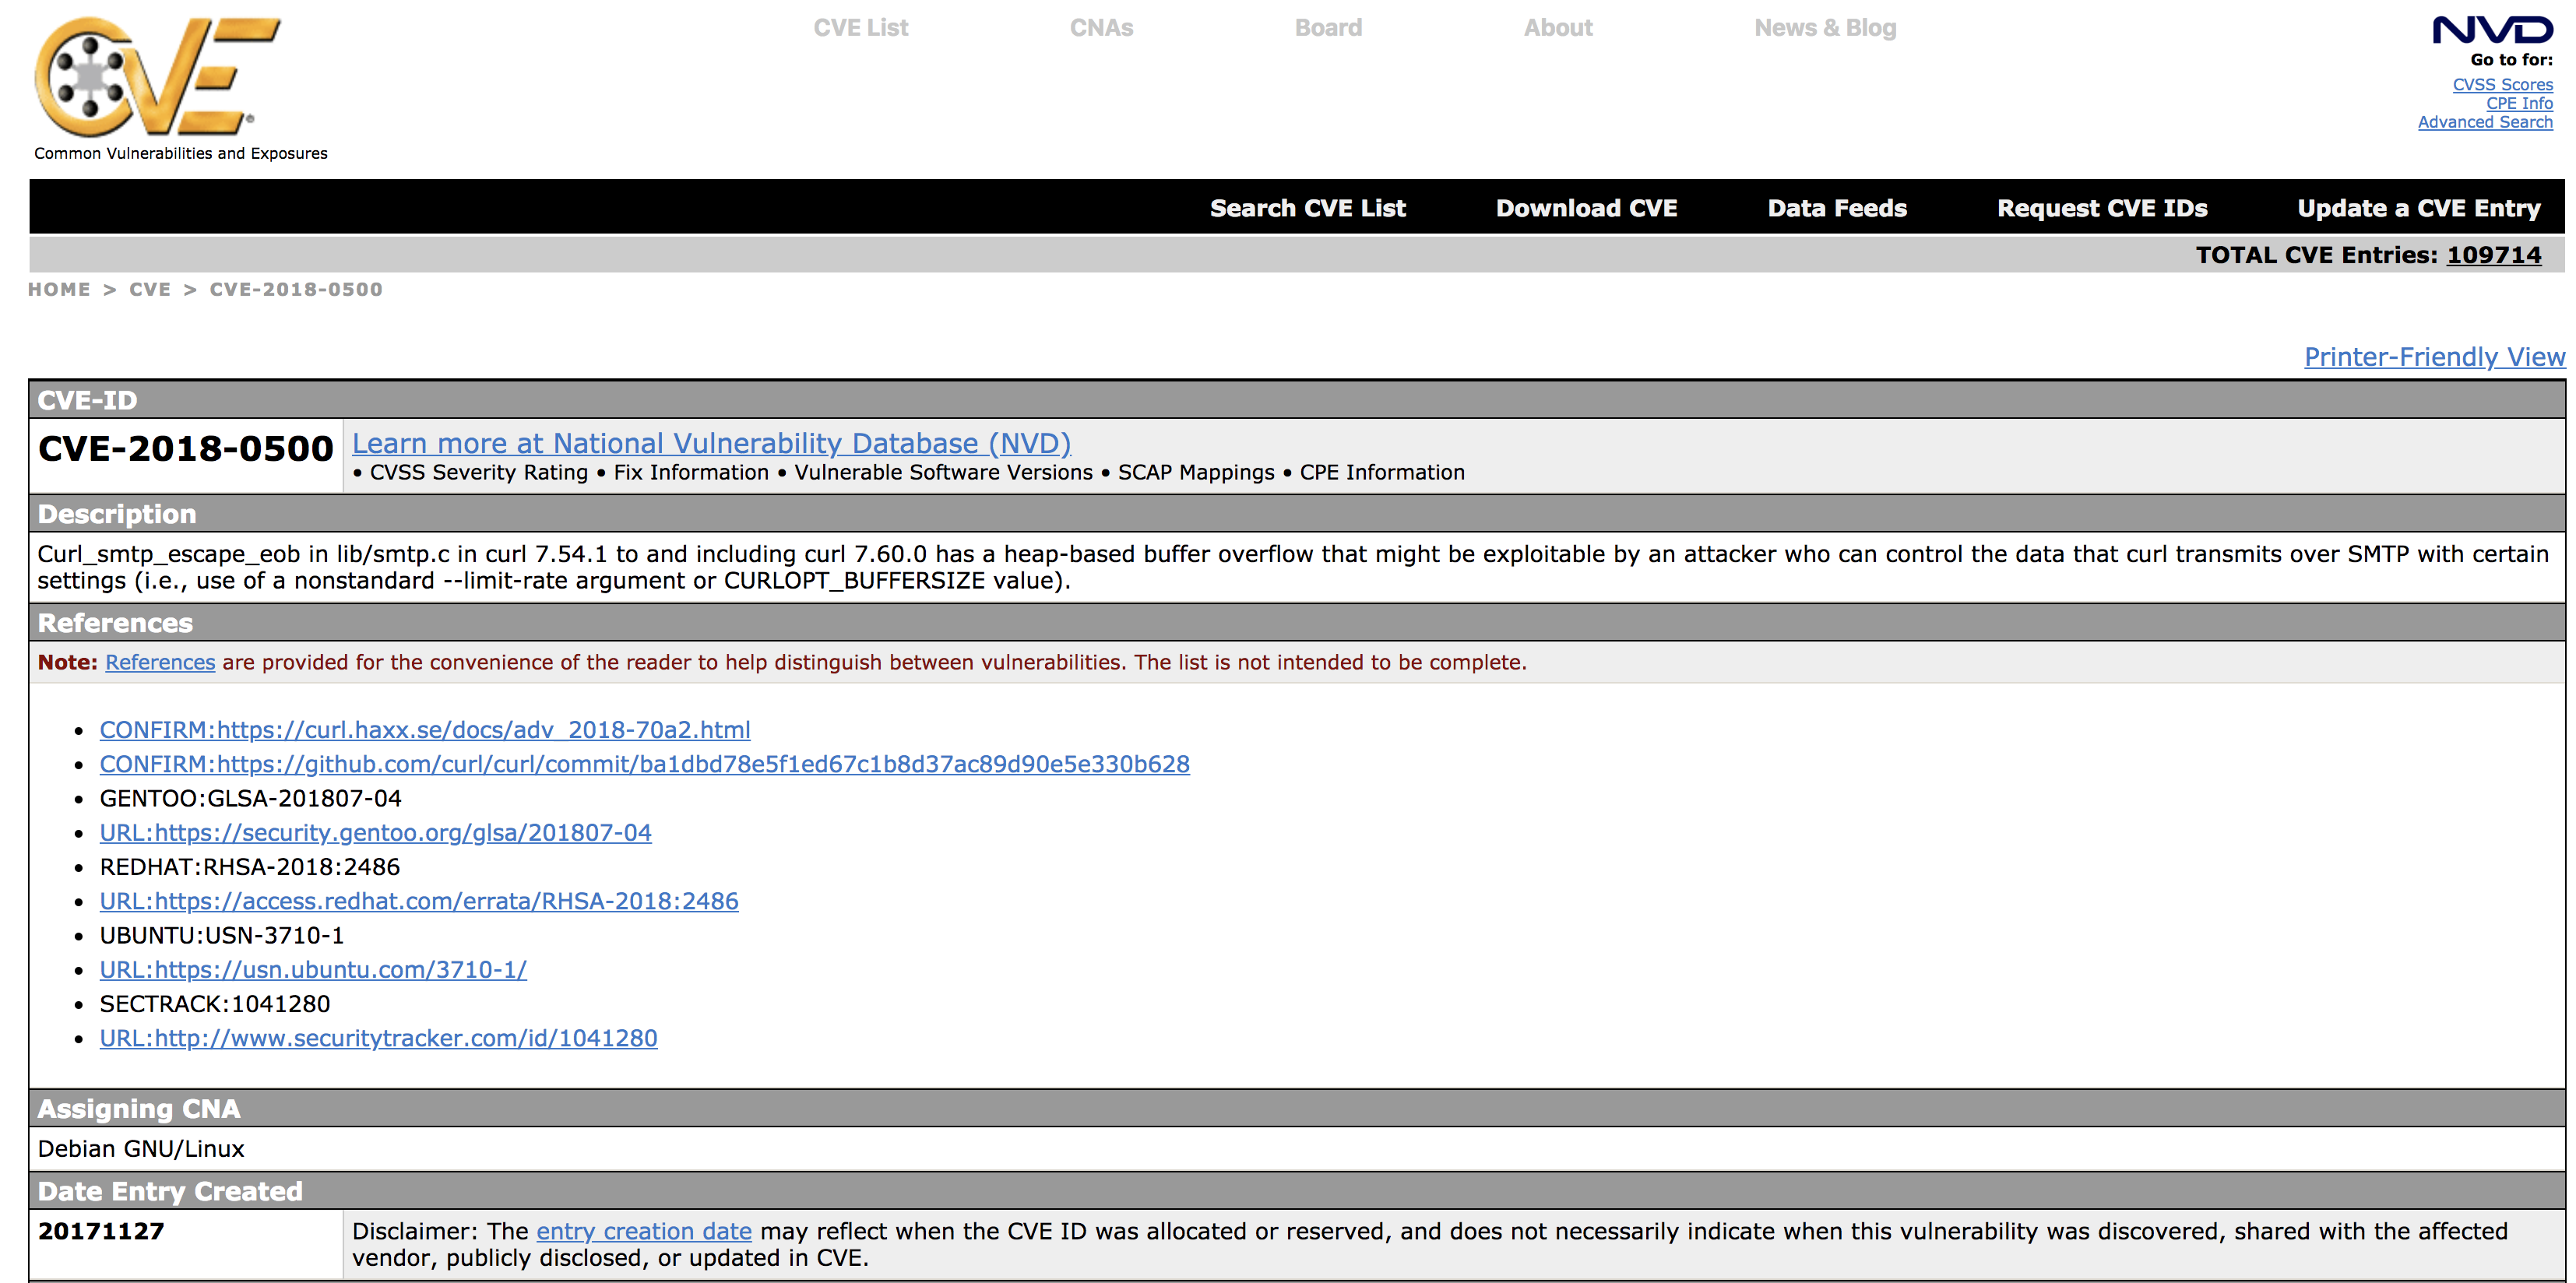 CVE
Common Vulnerabilities and Exposures
CVE List CNAs Board About News & Blog
NVD
Go to for:
CVSS Scores
CPE Info
Advanced Search
Search CVE List Download CVE Data Feeds Request CVE IDs Update a CVE Entry
TOTAL CVE Entries: 109714
HOME > CVE > CVE-2018-0500
Printer-Friendly View
CVE-ID
CVE-2018-0500
Learn more at National Vulnerability Database (NVD)
• CVSS Severity Rating • Fix Information • Vulnerable Software Versions • SCAP Mappings • CPE Information
Description
Curl_smtp_escape_eob in lib/smtp.c in curl 7.54.1 to and including curl 7.60.0 has a heap-based buffer overflow that might be exploitable by an attacker who can control the data that curl transmits over SMTP with certain
settings (i.e., use of a nonstandard --limit-rate argument or CURLOPT_BUFFERSIZE value).
References
Note: References are provided for the convenience of the reader to help distinguish between vulnerabilities. The list is not intended to be complete.
• CONFIRM:https://curl.haxx.se/docs/adv_2018-70a2.html
• CONFIRM:https://github.com/curl/curl/commit/ba1dbd78e5f1ed67c1b8d37ac89d90e5e330b628
• GENTOO:GLSA-201807-04
• URL:https://security.gentoo.org/glsa/201807-04
• REDHAT:RHSA-2018:2486
• URL:https://access.redhat.com/errata/RHSA-2018:2486
• UBUNTU:USN-3710-1
• URL:https://usn.ubuntu.com/3710-1/
• SECTRACK:1041280
• URL:http://www.securitytracker.com/id/1041280
Assigning CNA
Debian GNU/Linux
Date Entry Created
20171127
Disclaimer: The entry creation date may reflect when the CVE ID was allocated or reserved, and does not necessarily indicate when this vulnerability was discovered, shared with the affected
vendor, publicly disclosed, or updated in CVE.